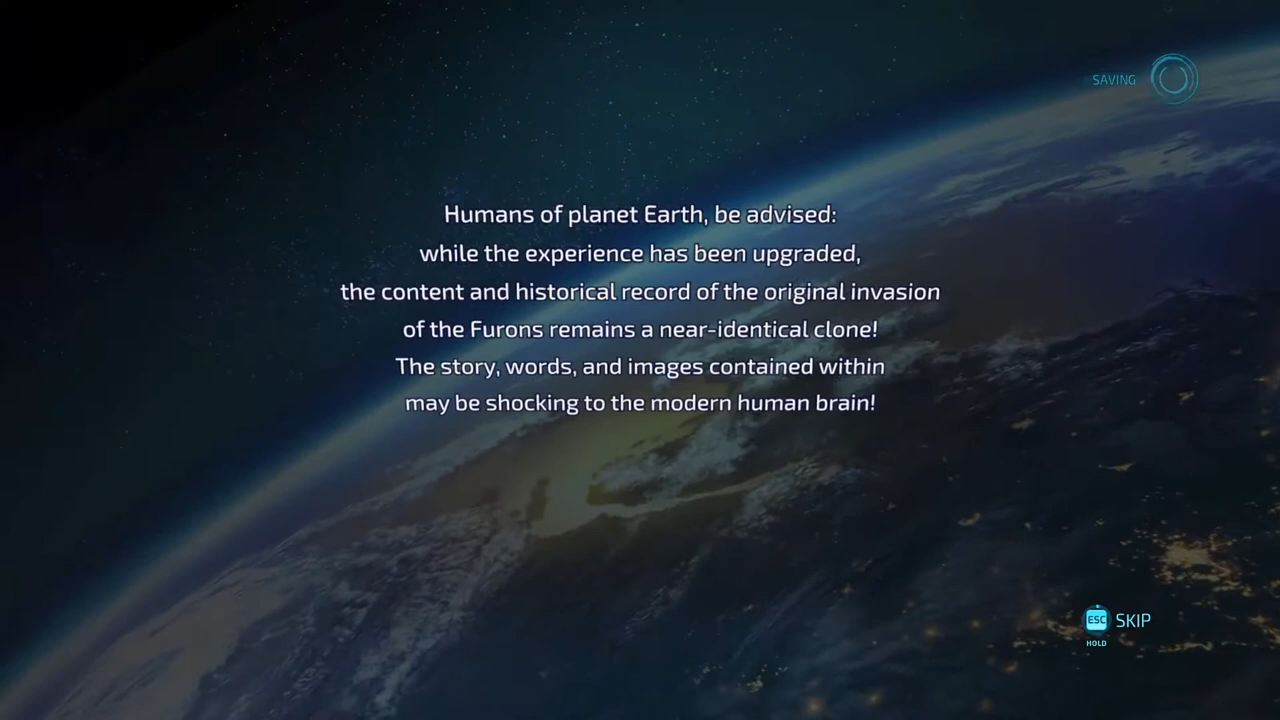 SAVING
Humans of planet Earth, be advised:
while the experience has been upgraded,
the content and historical record of the original invasion
of the Furons remains a near-identical clone!
The story, words, and images contained within
may be shocking to the modern human brain!
ESC SKIP
HOLD